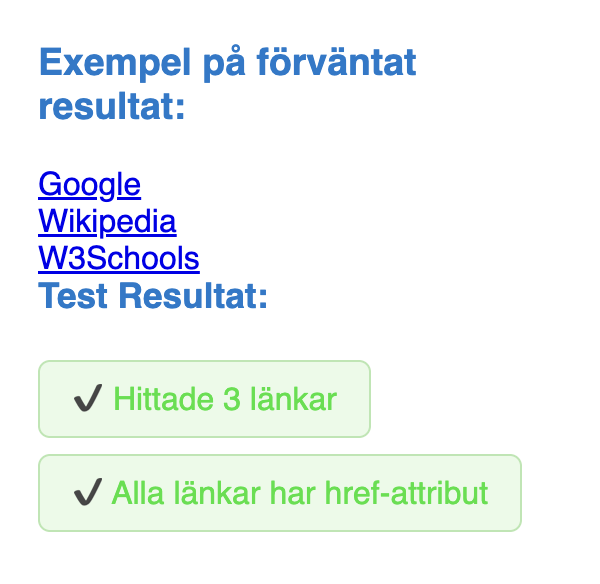 Exempel på förväntat
resultat:
Google
Wikipedia
W3Schools
Test Resultat:
✔ Hittade 3 länkar
✔ Alla länkar har href-attribut